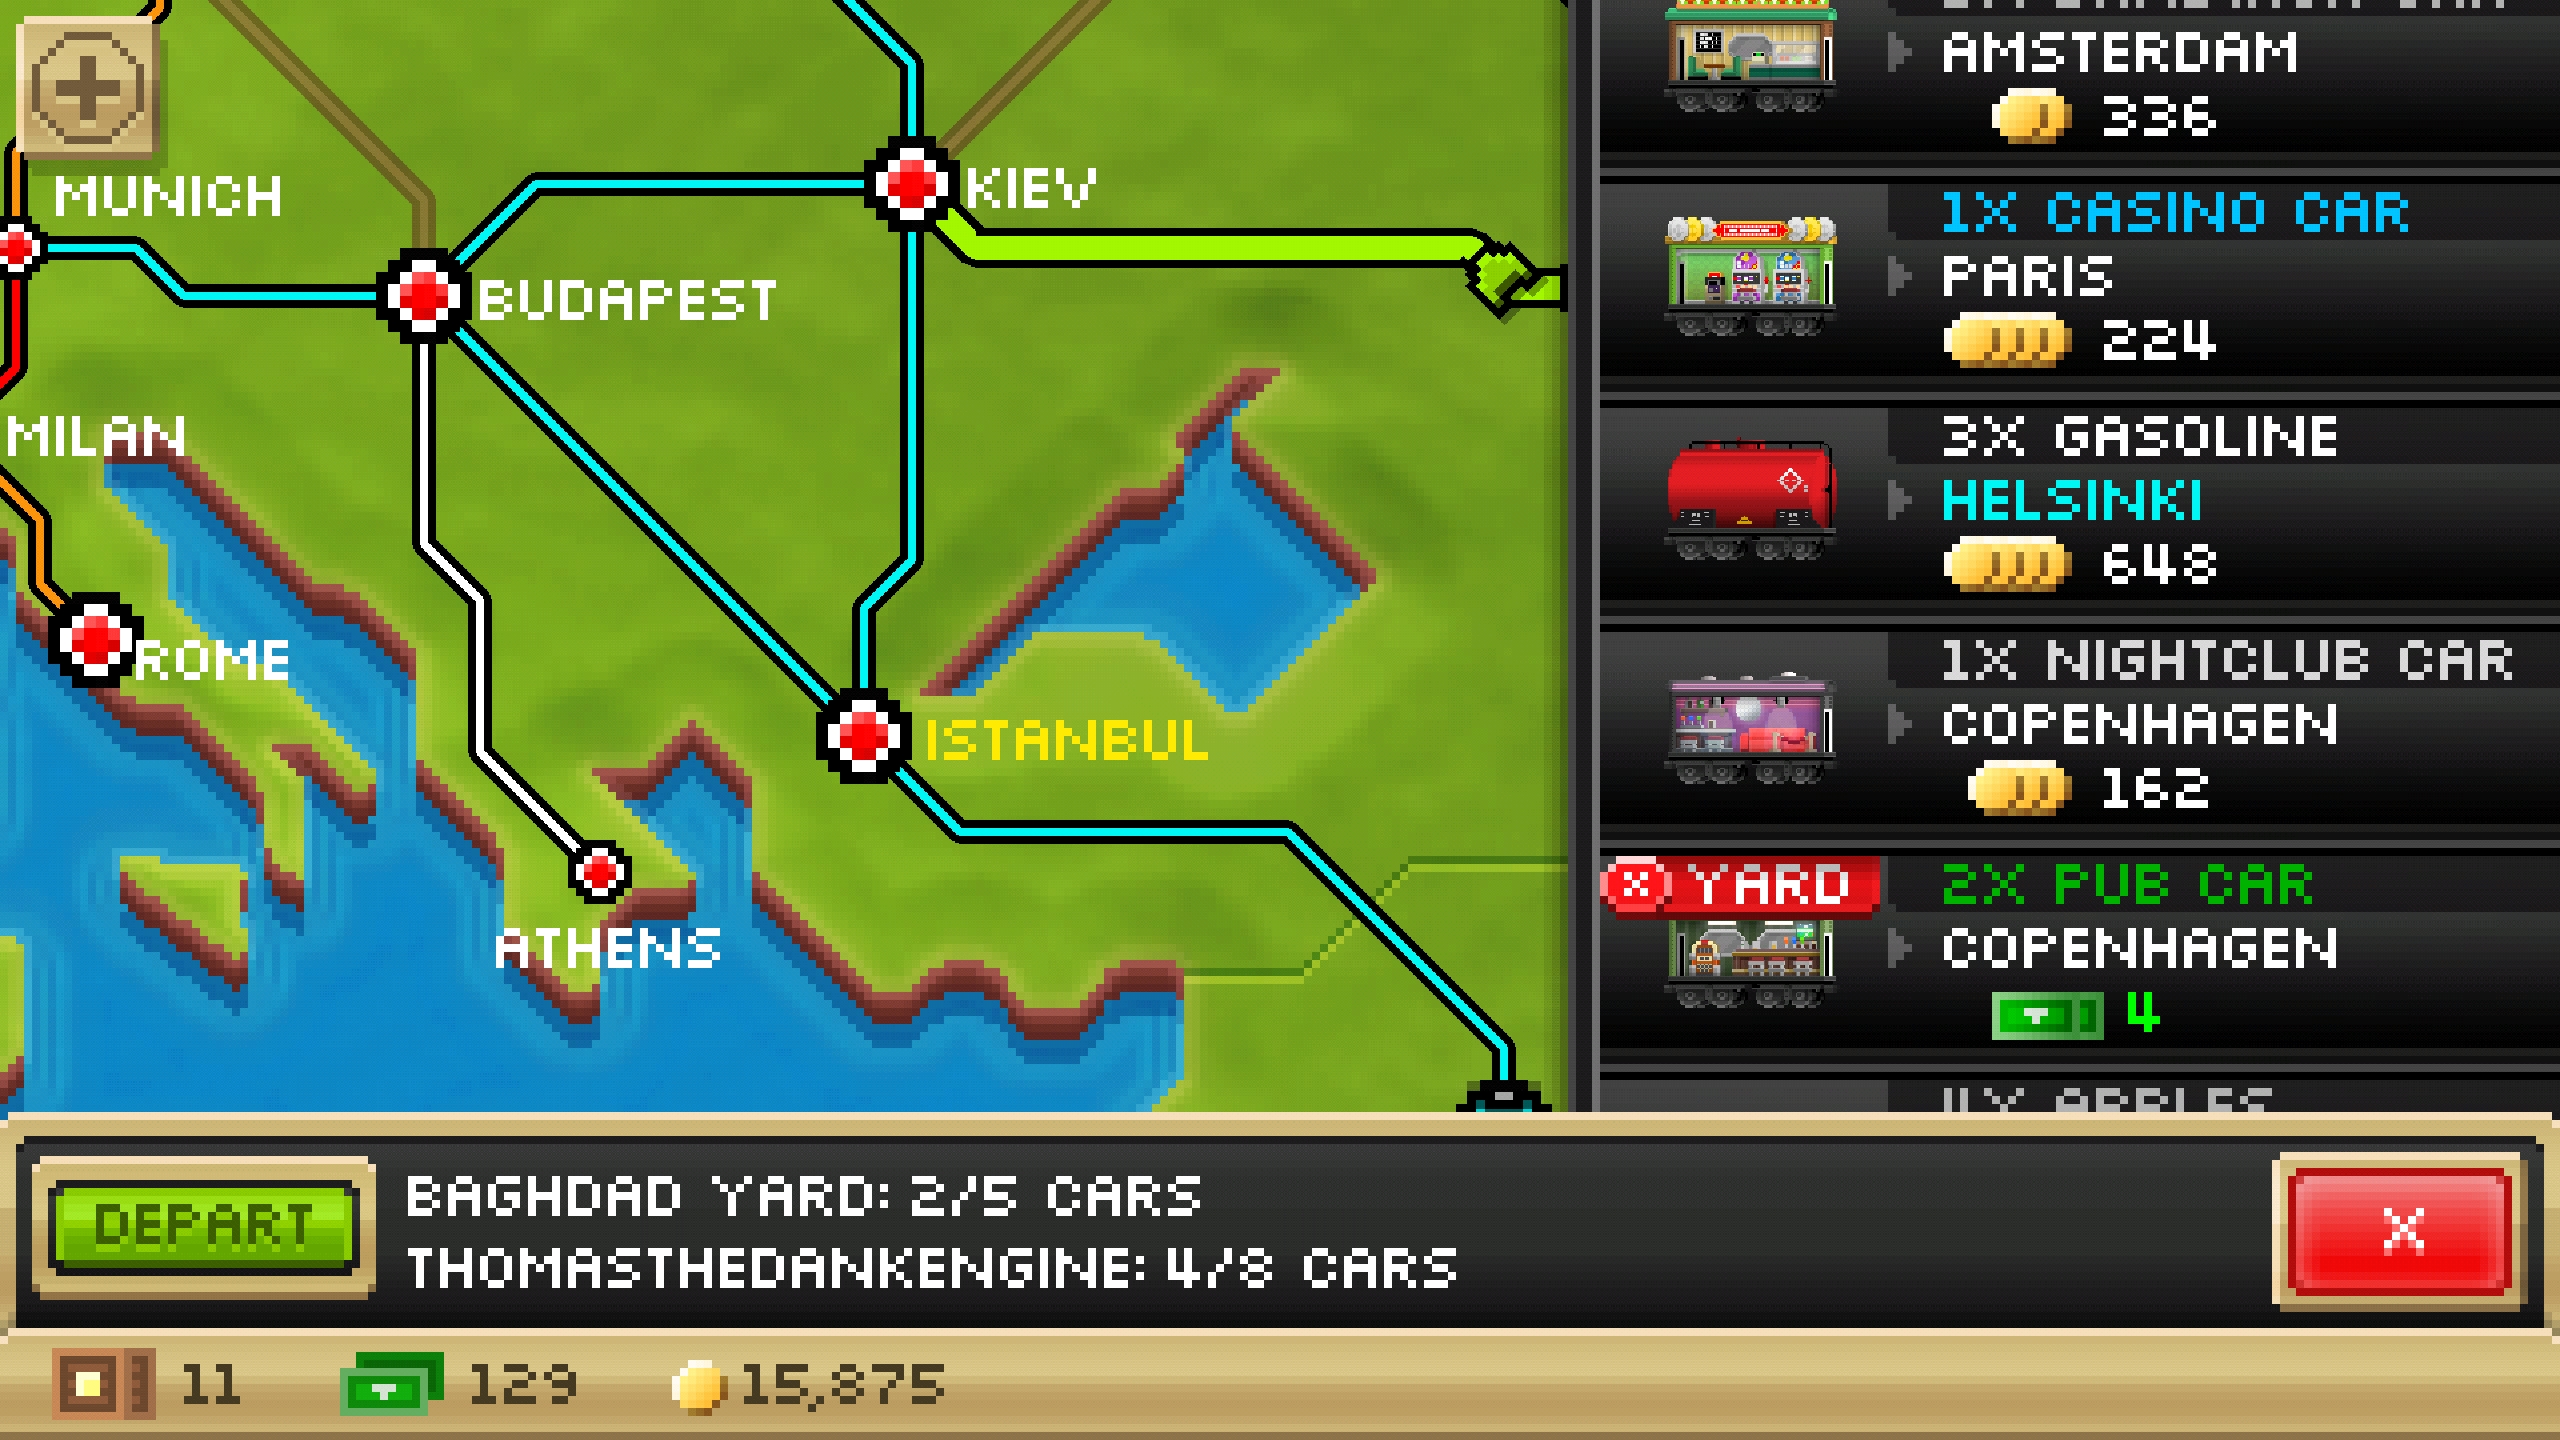 MUNICH
KIEV
BUDAPEST
MILAN
ROME
ISTANBUL
ATHENS
AMSTERDAM
336
1X CASINO CAR
PARIS
224
3X GASOLINE
HELSINKI
648
1X NIGHTCLUB CAR
COPENHAGEN
162
YARD
2X PUB CAR
COPENHAGEN
4
DEPART
BAGHDAD YARD: 2/5 CARS
THOMASTHEDANKENGINE: 4/8 CARS
X
11
129
15,875